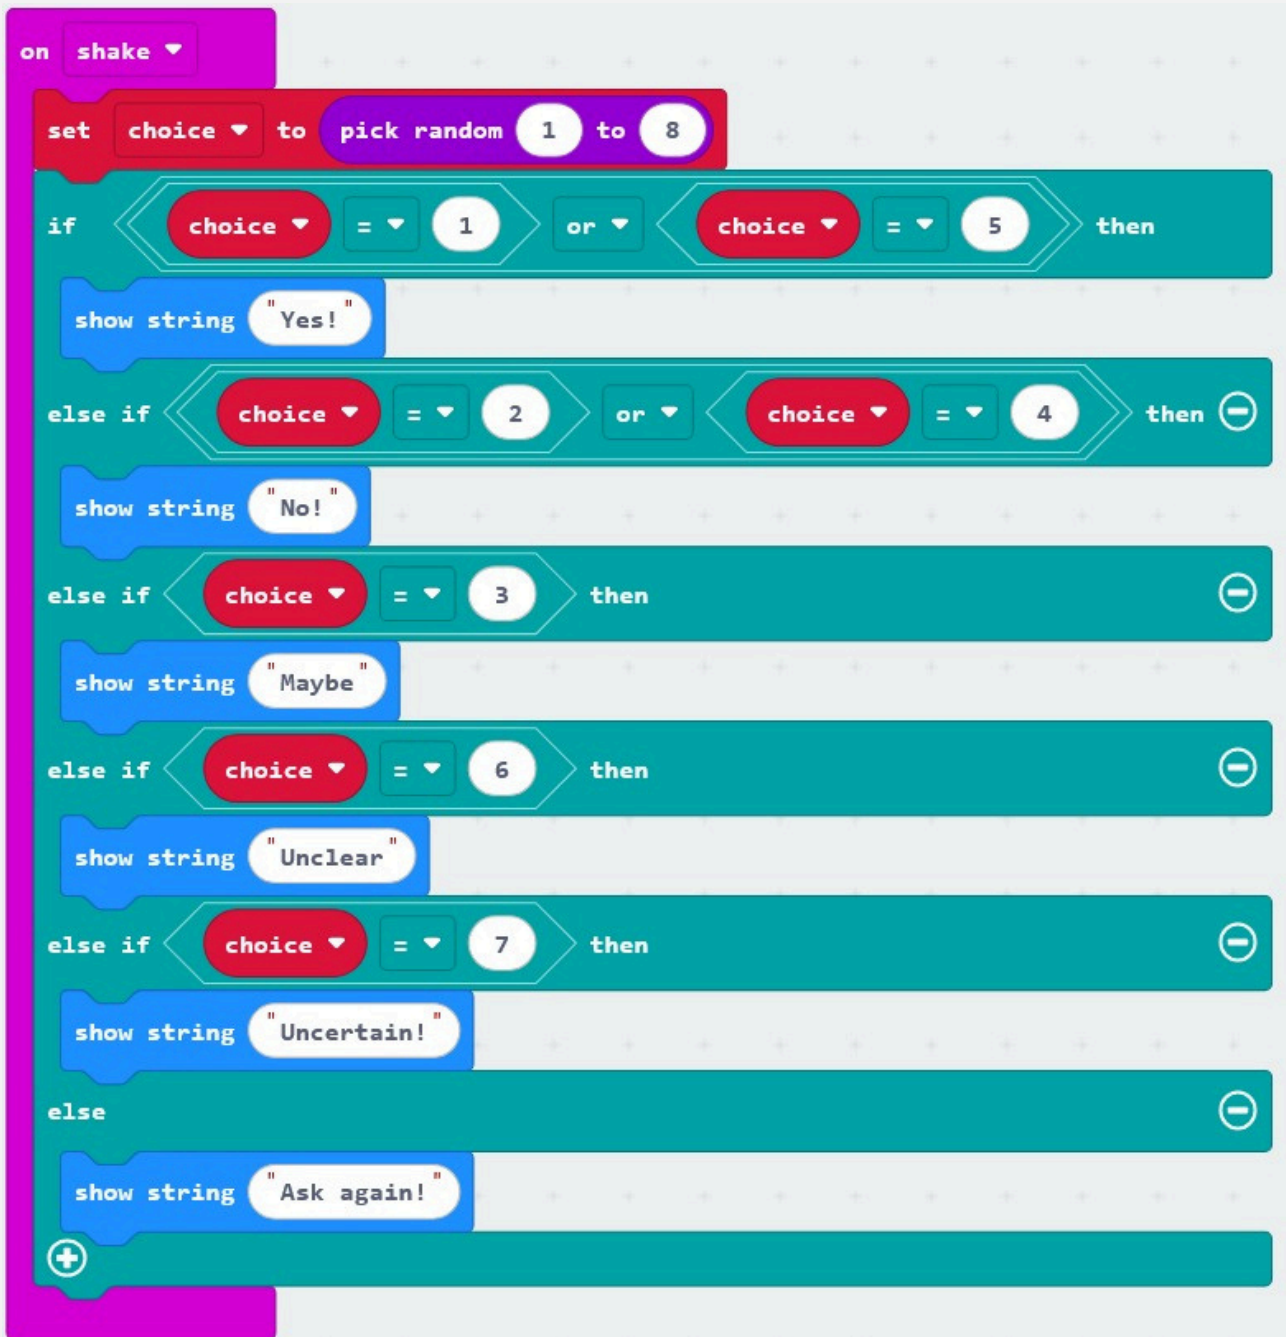 on shake
set choice to pick random 1 to 8
if choice = 1 or choice = 5 then
show string "Yes!"
else if choice = 2 or choice = 4 then
show string "No!"
else if choice = 3 then
show string "Maybe"
else if choice = 6 then
show string "Unclear"
else if choice = 7 then
show string "Uncertain!"
else
show string "Ask again!"